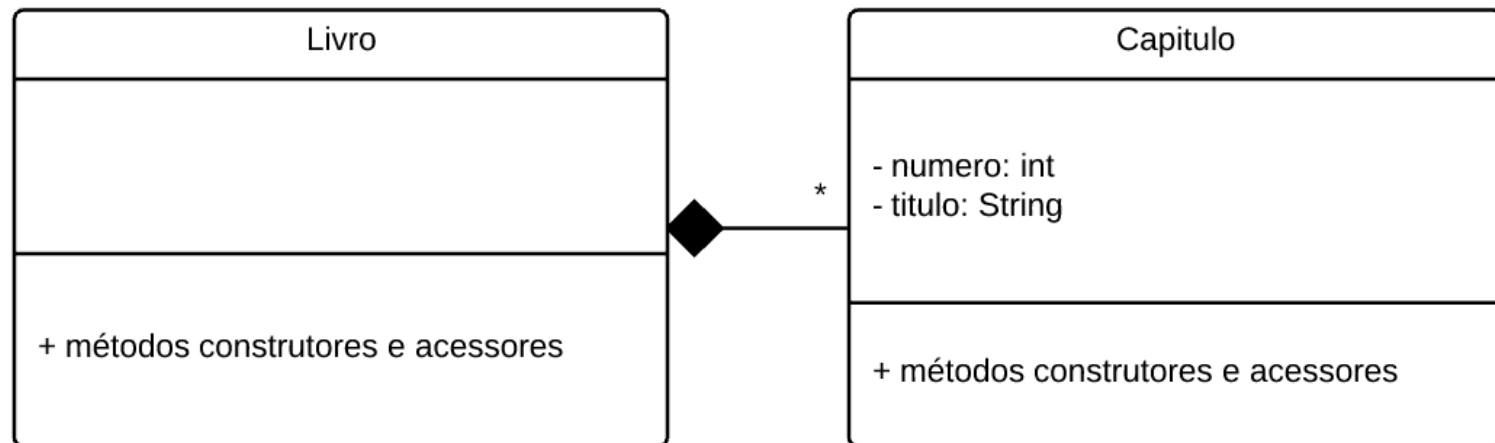 Livro
+ métodos construtores e acessores
*
Capitulo
- numero: int
- titulo: String
+ métodos construtores e acessores